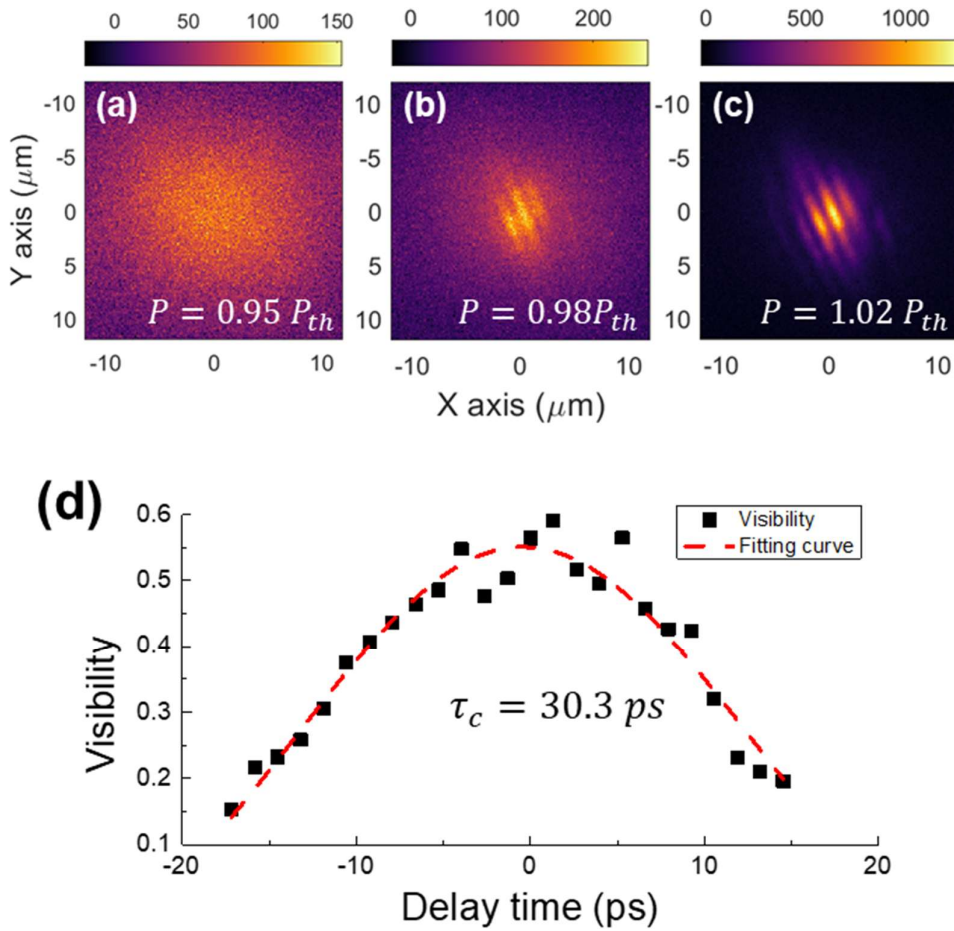 0 50 100 150
0 100 200
0 500 1000
(a)
(b)
(c)
-10 -5 0 5 10
Y axis (μm)
10 5 0 -5 -10
10 5 0 -5 -10
P = 0.95 P_th
P = 0.98P_th
P = 1.02 P_th
-10 0 10
-10 0 10
-10 0 10
X axis (μm)
(d)
0.6
0.5
0.4
0.3
0.2
0.1
Visibility
Visibility
Fitting curve
τ_c = 30.3 ps
-20 -10 0 10 20
Delay time (ps)